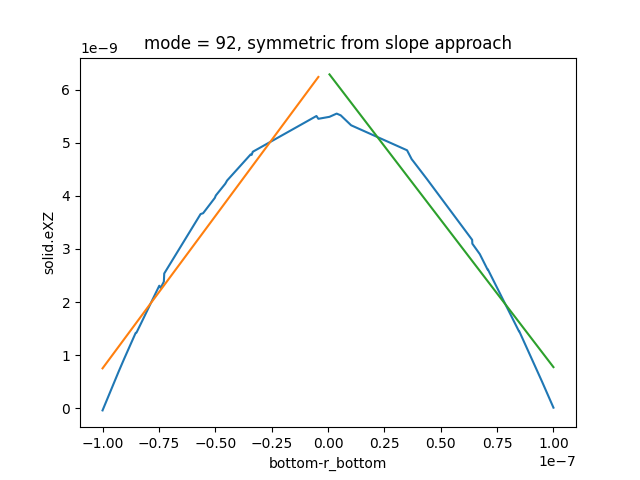 mode = 92, symmetric from slope approach
1e−9
6
5
4
3
2
1
0
solid.eXZ
−1.00 −0.75 −0.50 −0.25 0.00 0.25 0.50 0.75 1.00
bottom-r_bottom
1e−7